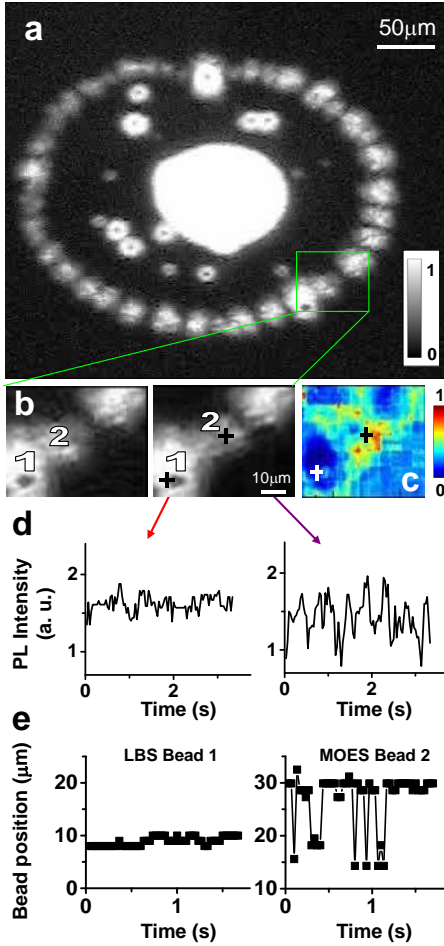 a
50μm
1
0
b
1
2
1
2
10μm
1
0
c
d
PL Intensity
(a. u.)
2
1
0
2
Time (s)
2
1
0
2
Time (s)
e
Bead position (μm)
LBS Bead 1
20
10
0
0
1
Time (s)
MOES Bead 2
30
20
10
0
1
Time (s)